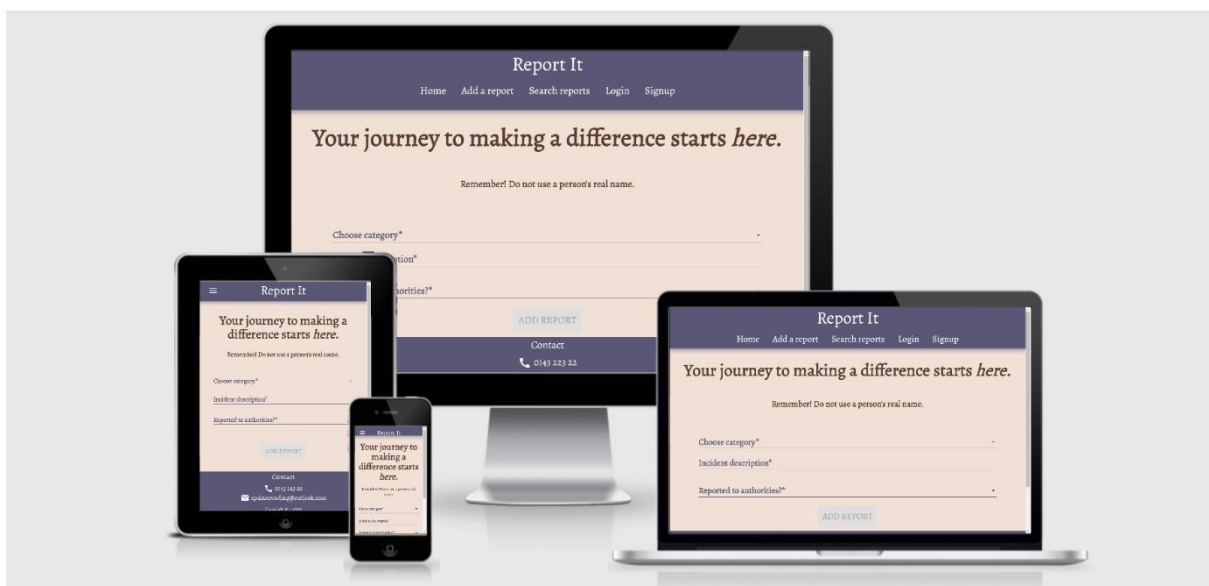 Report It
Home Add a report Search reports Login Signup
Your journey to making a difference starts here.
Remember! Do not use a person's real name.
Choose category*
ADD REPORT
Contact
0143 223 22
Report It
Your journey to making a
difference starts here.
Remember! Do not use a person's real name.
Choose category*
Incident description*
Reported to authorities?*
ADD REPORT
Contact
0143 223 22
Report It
Your journey to
making a
difference starts
here.
Report It
Home Add a report Search reports Login Signup
Your journey to making a difference starts here.
Remember! Do not use a person's real name.
Choose category*
Incident description*
Reported to authorities?*
ADD REPORT